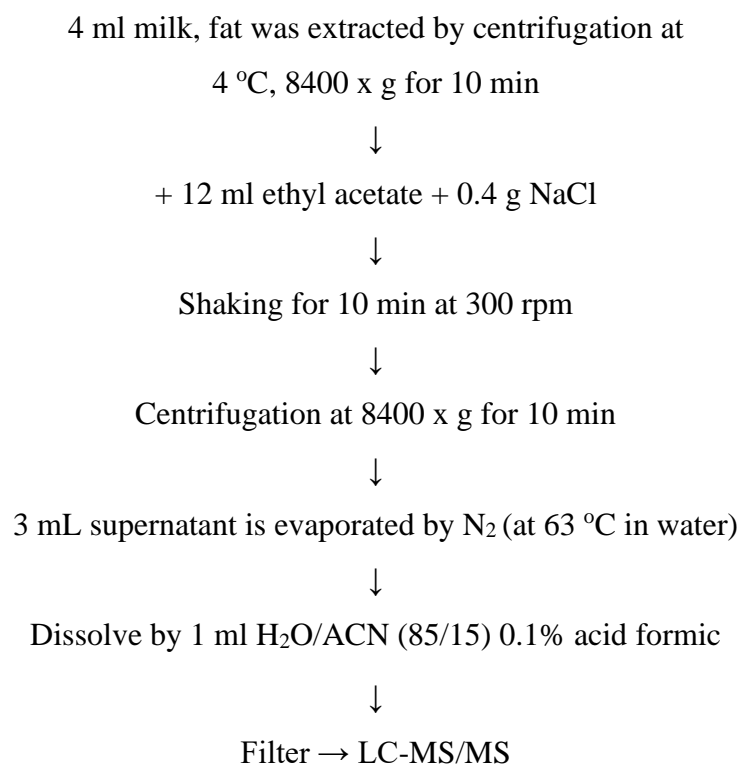 4 ml milk, fat was extracted by centrifugation at
4 ºC, 8400 x g for 10 min
↓
+ 12 ml ethyl acetate + 0.4 g NaCl
↓
Shaking for 10 min at 300 rpm
↓
Centrifugation at 8400 x g for 10 min
↓
3 mL supernatant is evaporated by N₂ (at 63 ºC in water)
↓
Dissolve by 1 ml H₂O/ACN (85/15) 0.1% acid formic
↓
Filter → LC-MS/MS